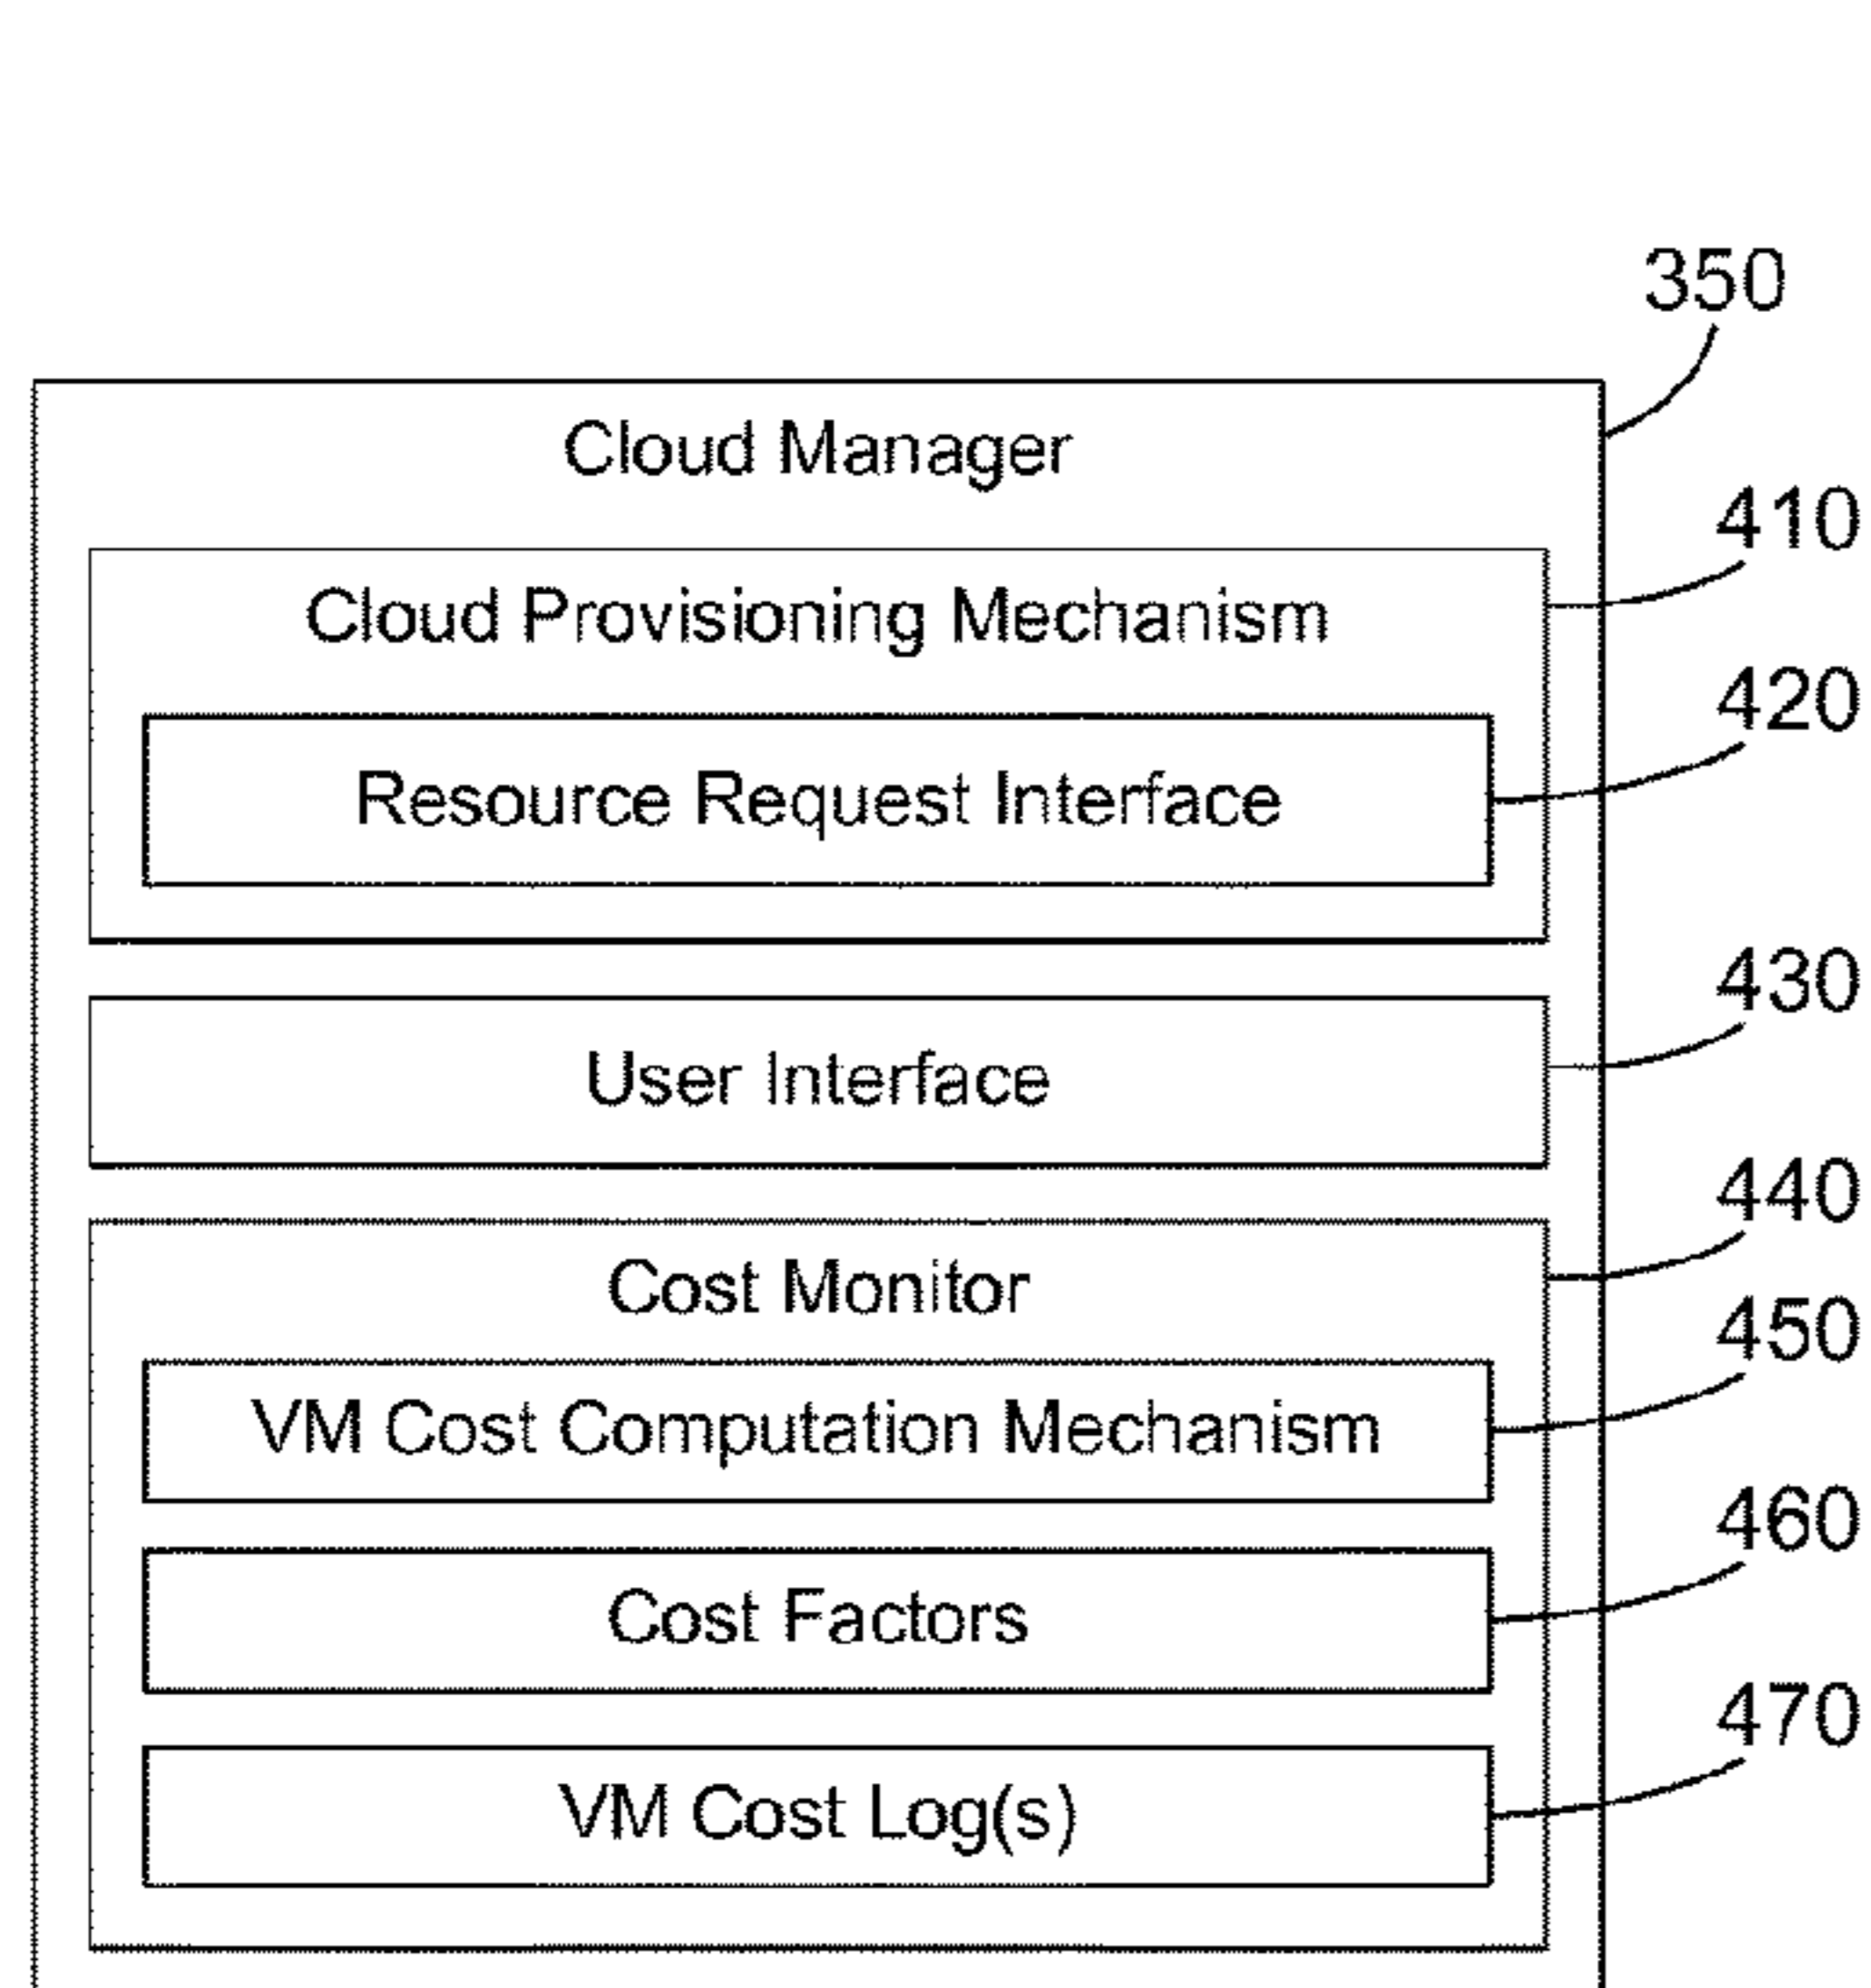 350
Cloud Manager
410
Cloud Provisioning Mechanism
420
Resource Request Interface
430
User Interface
440
Cost Monitor
450
VM Cost Computation Mechanism
460
Cost Factors
470
VM Cost Log(s)